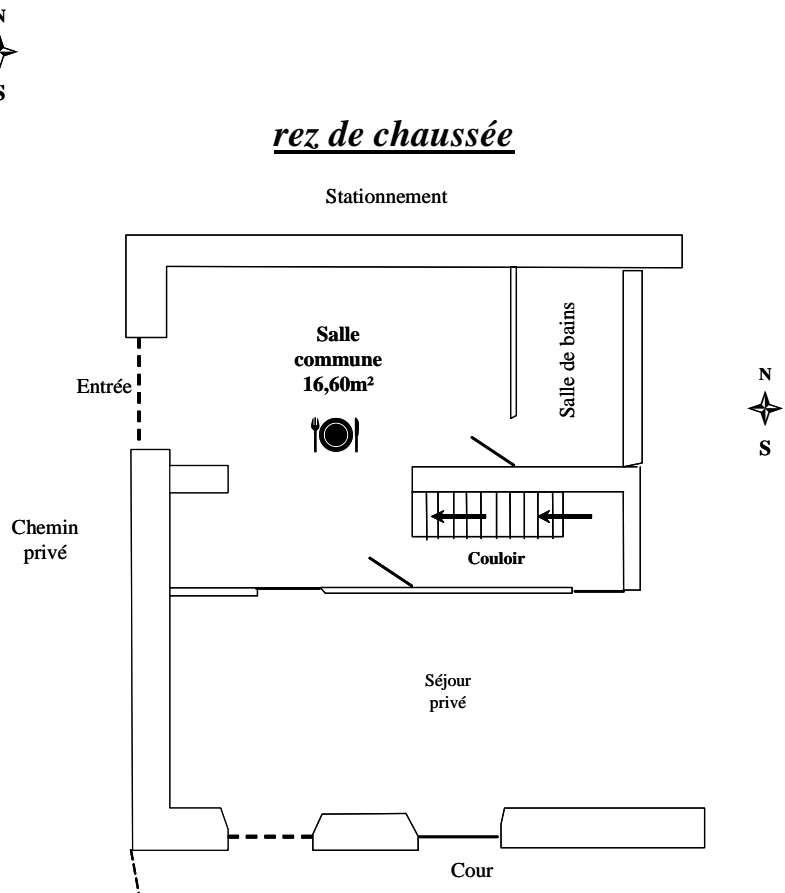 N
S
rez de chaussée
Stationnement
Salle
commune
16,60m²
Salle de bains
Entrée
N
S
Chemin
privé
Couloir
Séjour
privé
Cour